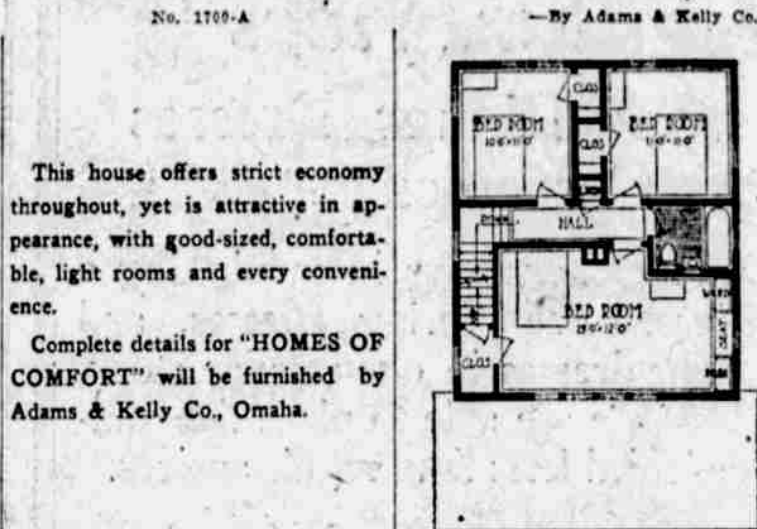 No. 1700-A
—By Adams & Kelly Co.
This house offers strict economy
throughout, yet is attractive in ap-
pearance, with good-sized, comforta-
ble, light rooms and every conveni-
ence.
Complete details for "HOMES OF
COMFORT" will be furnished by
Adams & Kelly Co., Omaha.
CLOS
BED ROOM
BED ROOM
CLOS
HALL
BED ROOM
SEAT
CLOS